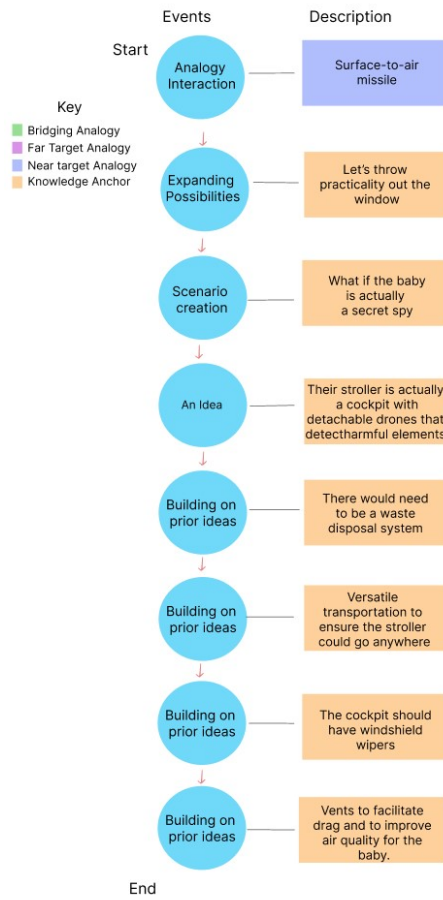 Events
Description
Start
Analogy
Interaction
Surface-to-air
missile
Key
Bridging Analogy
Far Target Analogy
Near target Analogy
Knowledge Anchor
Expanding
Possibilities
Let's throw
practicality out the
window
Scenario
creation
What if the baby
is actually
a secret spy
An Idea
Their stroller is actually
a cockpit with
detachable drones that
detectharmful elements
Building on
prior ideas
There would need
to be a waste
disposal system
Building on
prior ideas
Versatile
transportation to
ensure the stroller
could go anywhere
Building on
prior ideas
The cockpit should
have windshield
wipers
Building on
prior ideas
Vents to facilitate
drag and to improve
air quality for the
baby.
End